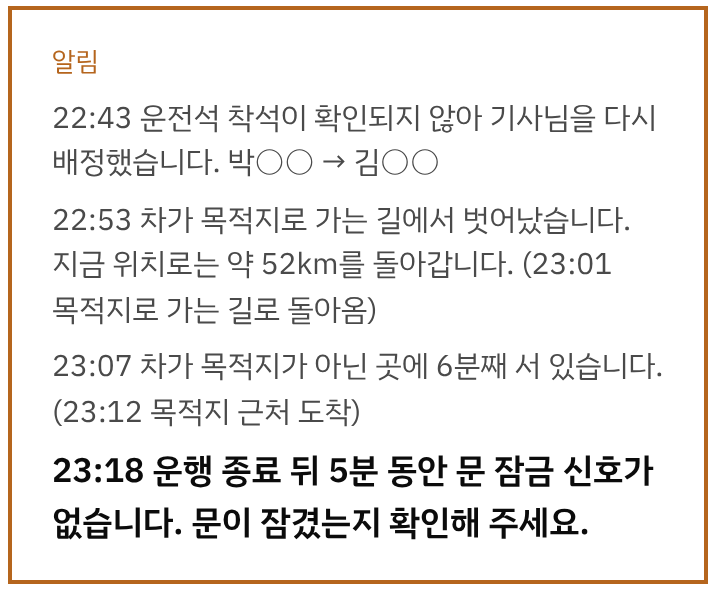 알림
22:43 운전석 착석이 확인되지 않아 기사님을 다시
배정했습니다. 박○○ → 김○○
22:53 차가 목적지로 가는 길에서 벗어났습니다.
지금 위치로는 약 52km를 돌아갑니다. (23:01
목적지로 가는 길로 돌아옴)
23:07 차가 목적지가 아닌 곳에 6분째 서 있습니다.
(23:12 목적지 근처 도착)
23:18 운행 종료 뒤 5분 동안 문 잠금 신호가
없습니다. 문이 잠겼는지 확인해 주세요.